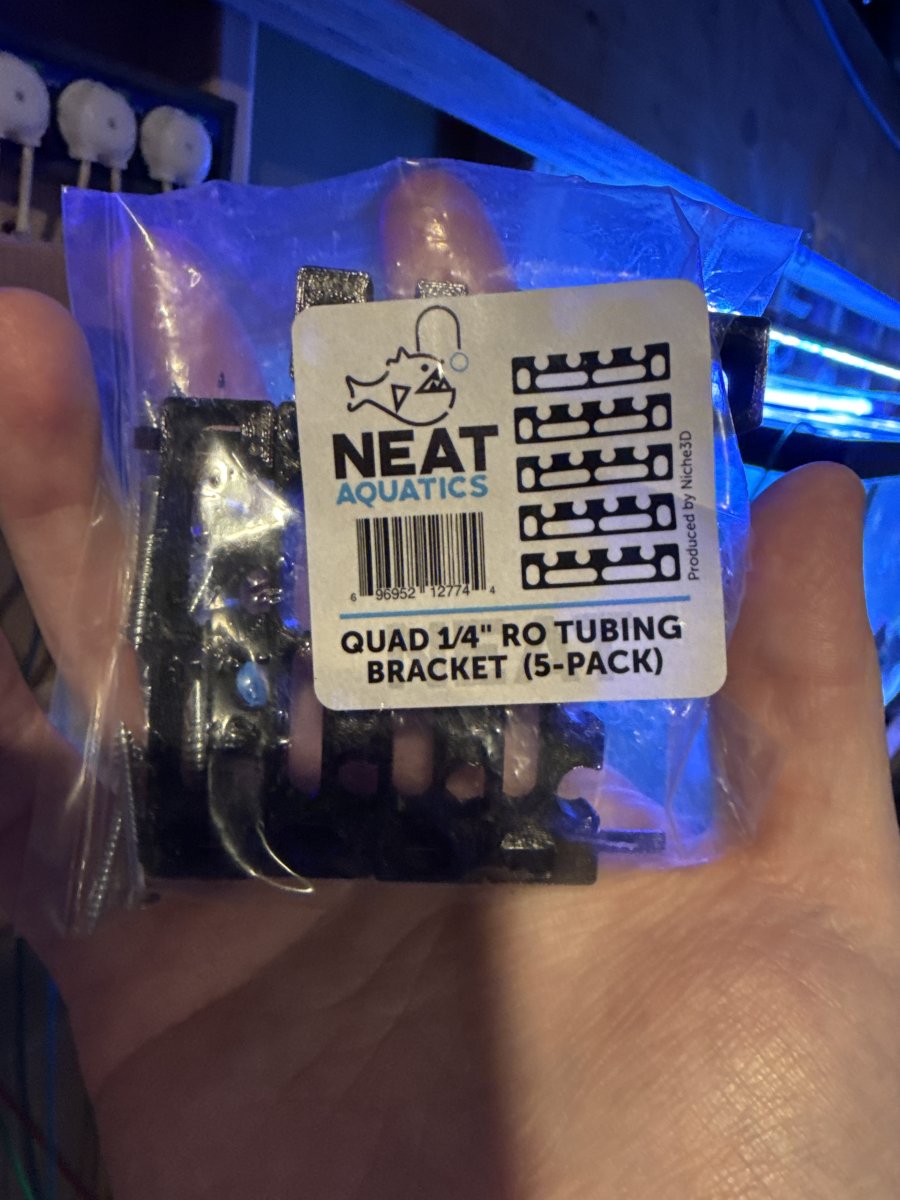 NEAT
AQUATICS
6 96952 12774 4
Produced by Niche3D
QUAD 1/4" RO TUBING
BRACKET (5-PACK)